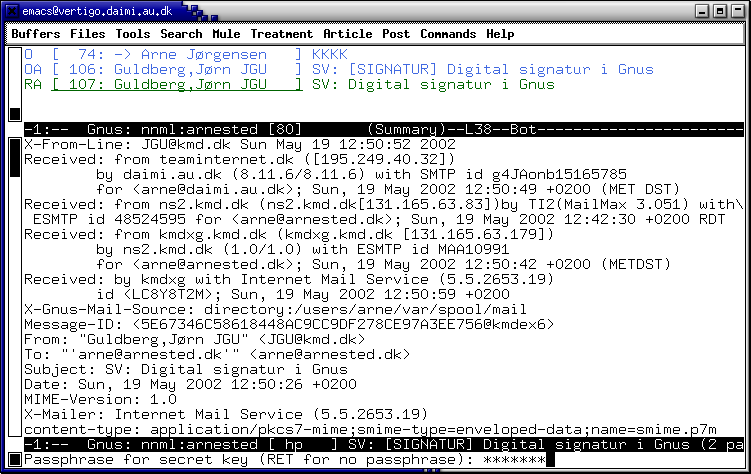 emacs@vertigo.daimi.au.dk
Buffers Files Tools Search Mule Treatment Article Post Commands Help
O  [  74: -> Arne Jørgensen   ] KKKK
OA [ 106: Guldberg,Jørn JGU   ] SV: [SIGNATUR] Digital signatur i Gnus
RA [ 107: Guldberg,Jørn JGU   ] SV: Digital signatur i Gnus
-1:--  Gnus: nnml:arnested [80]       (Summary)--L38--Bot-------------------------
X-From-Line: JGU@kmd.dk Sun May 19 12:50:52 2002
Received: from teaminternet.dk ([195.249.40.32])
by daimi.au.dk (8.11.6/8.11.6) with SMTP id g4JAonb15165785
for <arne@daimi.au.dk>; Sun, 19 May 2002 12:50:49 +0200 (MET DST)
Received: from ns2.kmd.dk (ns2.kmd.dk[131.165.63.83])by TI2(MailMax 3.051) with\
ESMTP id 48524595 for <arne@arnested.dk>; Sun, 19 May 2002 12:42:30 +0200 RDT
Received: from kmdxg.kmd.dk (kmdxg.kmd.dk [131.165.63.179])
by ns2.kmd.dk (1.0/1.0) with ESMTP id MAA10991
for <arne@arnested.dk>; Sun, 19 May 2002 12:50:42 +0200 (METDST)
Received: by kmdxg with Internet Mail Service (5.5.2653.19)
id <LC8Y8T2M>; Sun, 19 May 2002 12:50:59 +0200
X-Gnus-Mail-Source: directory:/users/arne/var/spool/mail
Message-ID: <5E67346C58618448AC9CC9DF278CE97A3EE756@kmdex6>
From: "Guldberg,Jørn JGU" <JGU@kmd.dk>
To: "'arne@arnested.dk'" <arne@arnested.dk>
Subject: SV: Digital signatur i Gnus
Date: Sun, 19 May 2002 12:50:26 +0200
MIME-Version: 1.0
X-Mailer: Internet Mail Service (5.5.2653.19)
content-type: application/pkcs7-mime;smime-type=enveloped-data;name=smime.p7m
-1:--  Gnus: nnml:arnested [ hp   ] SV: [SIGNATUR] Digital signatur i Gnus (2 pa
Passphrase for secret key (RET for no passphrase): *******